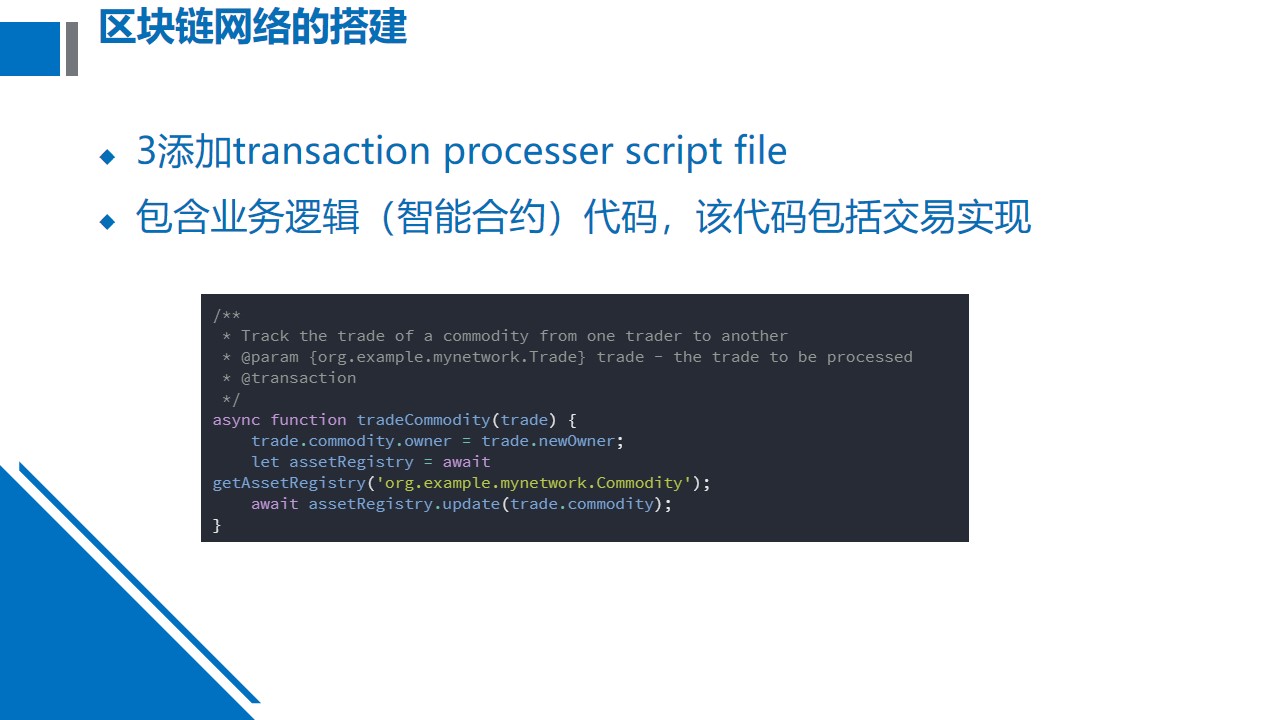 区块链网络的搭建
3添加transaction processer script file
包含业务逻辑（智能合约）代码，该代码包括交易实现
/**
 * Track the trade of a commodity from one trader to another
 * @param {org.example.mynetwork.Trade} trade - the trade to be processed
 * @transaction
 */
async function tradeCommodity(trade) {
    trade.commodity.owner = trade.newOwner;
    let assetRegistry = await
getAssetRegistry('org.example.mynetwork.Commodity');
    await assetRegistry.update(trade.commodity);
}